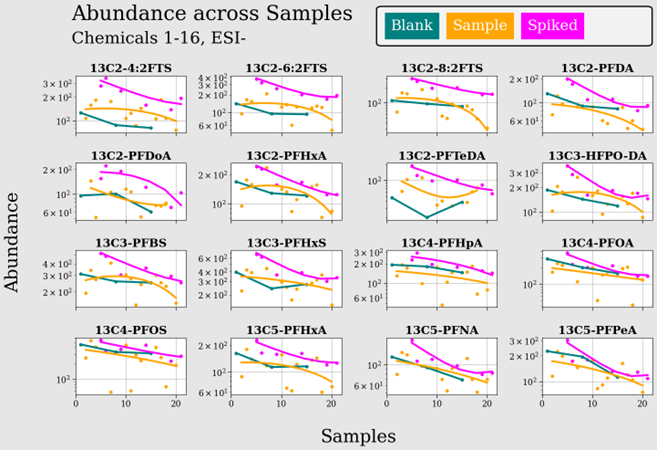 Abundance across Samples
Chemicals 1-16, ESI-
Blank Sample Spiked
13C2-4:2FTS 13C2-6:2FTS 13C2-8:2FTS 13C2-PFDA
3 × 10² 4 × 10² 2 × 10²
2 × 10² 3 × 10² 10²
10² 2 × 10² 10²
10² 6 × 10¹
6 × 10¹
13C2-PFDoA 13C2-PFHxA 13C2-PFTeDA 13C3-HFPO-DA
2 × 10² 2 × 10² 10² 3 × 10²
10² 10² 2 × 10²
6 × 10¹ 10²
13C3-PFBS 13C3-PFHxS 13C4-PFHpA 13C4-PFOA
4 × 10² 6 × 10² 3 × 10² 10²
3 × 10² 4 × 10² 2 × 10²
2 × 10² 3 × 10² 10²
2 × 10² 6 × 10¹
13C4-PFOS 13C5-PFHxA 13C5-PFNA 13C5-PFPeA
10² 2 × 10² 10² 3 × 10²
10² 6 × 10¹ 2 × 10²
6 × 10¹ 10²
0 10 20 0 10 20 0 10 20 0 10 20
Abundance
Samples